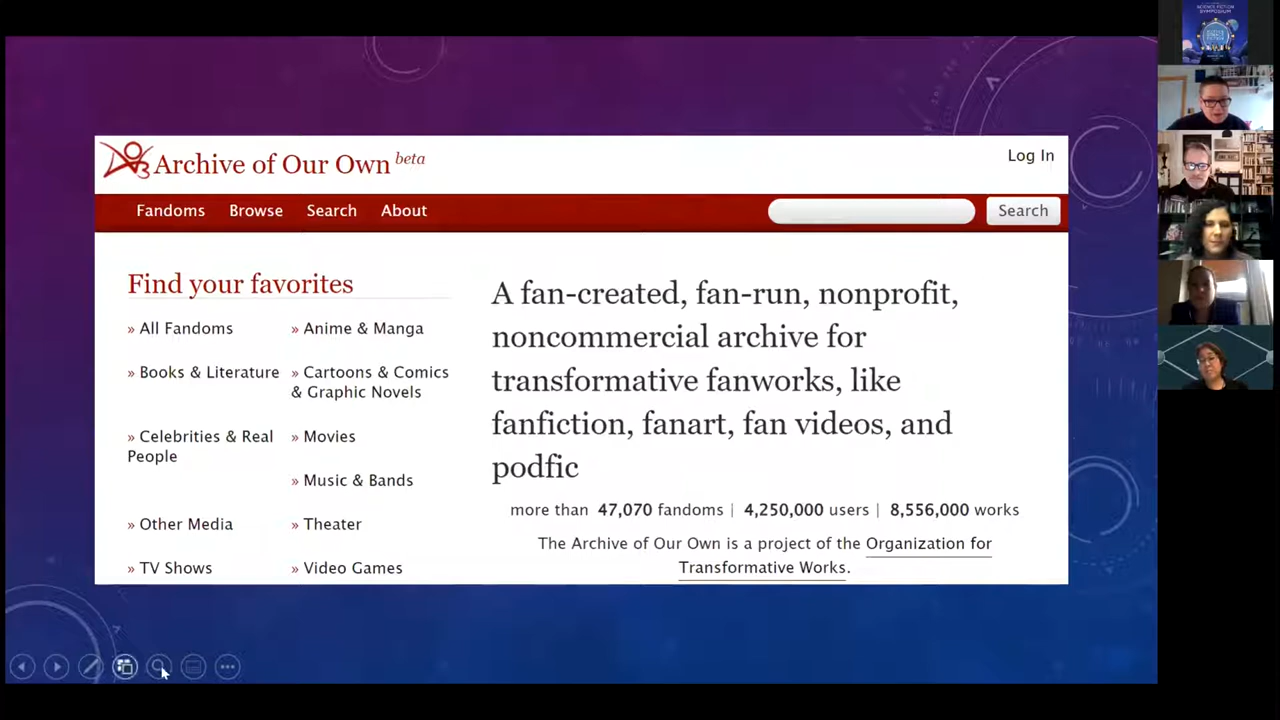 SCIENCE FICTION
SYMPOSIUM
Archive of Our Own beta
Log In
Fandoms Browse Search About
Search
Find your favorites
» All Fandoms
» Anime & Manga
» Books & Literature
» Cartoons & Comics
& Graphic Novels
» Celebrities & Real
People
» Movies
» Music & Bands
» Other Media
» Theater
» TV Shows
» Video Games
A fan-created, fan-run, nonprofit,
noncommercial archive for
transformative fanworks, like
fanfiction, fanart, fan videos, and
podfic
more than 47,070 fandoms | 4,250,000 users | 8,556,000 works
The Archive of Our Own is a project of the Organization for
Transformative Works.